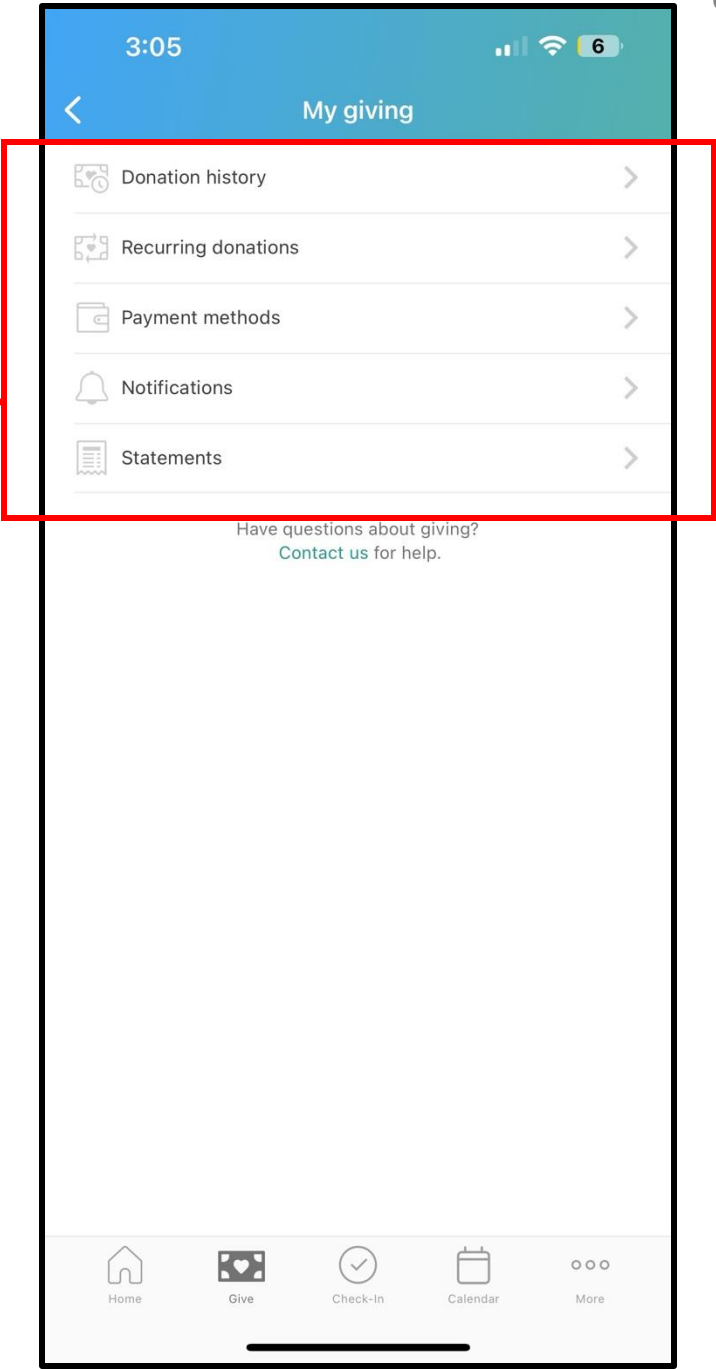 3:05
6
My giving
Donation history
Recurring donations
Payment methods
Notifications
Statements
Have questions about giving?
Contact us for help.
Home
Give
Check-In
Calendar
More